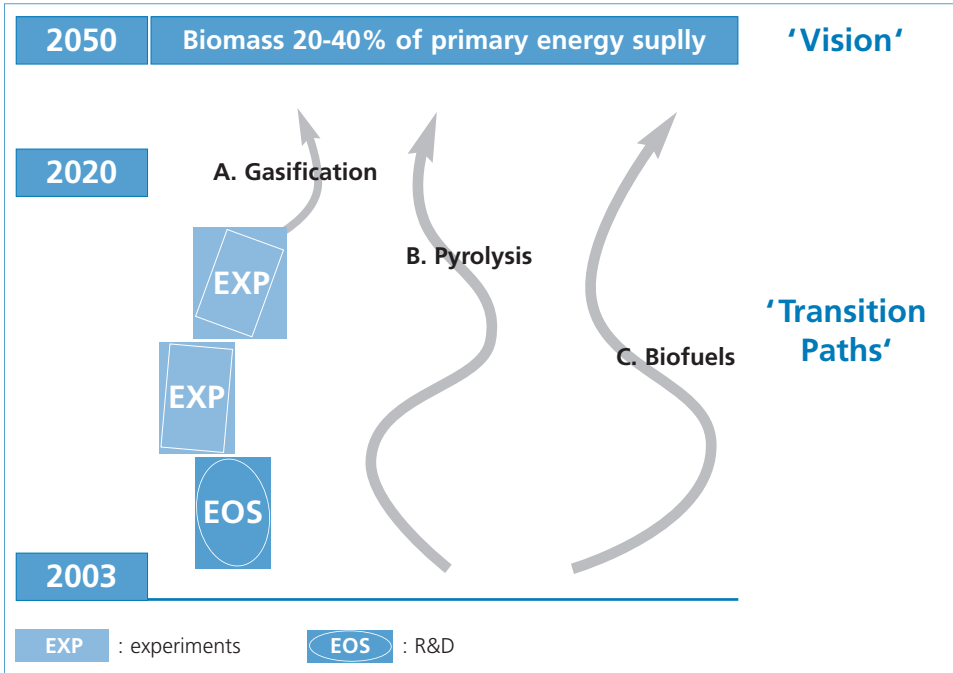 2050
Biomass 20-40% of primary energy suplly
‘Vision‘
2020
A. Gasification
B. Pyrolysis
EXP
‘Transition
Paths‘
C. Biofuels
EXP
EOS
2003
EXP : experiments
EOS : R&D